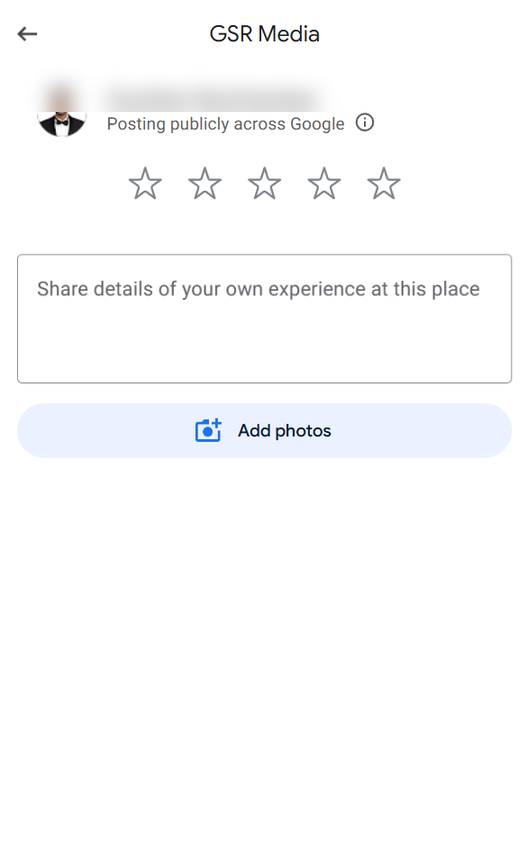 GSR Media
Posting publicly across Google
Share details of your own experience at this place
Add photos